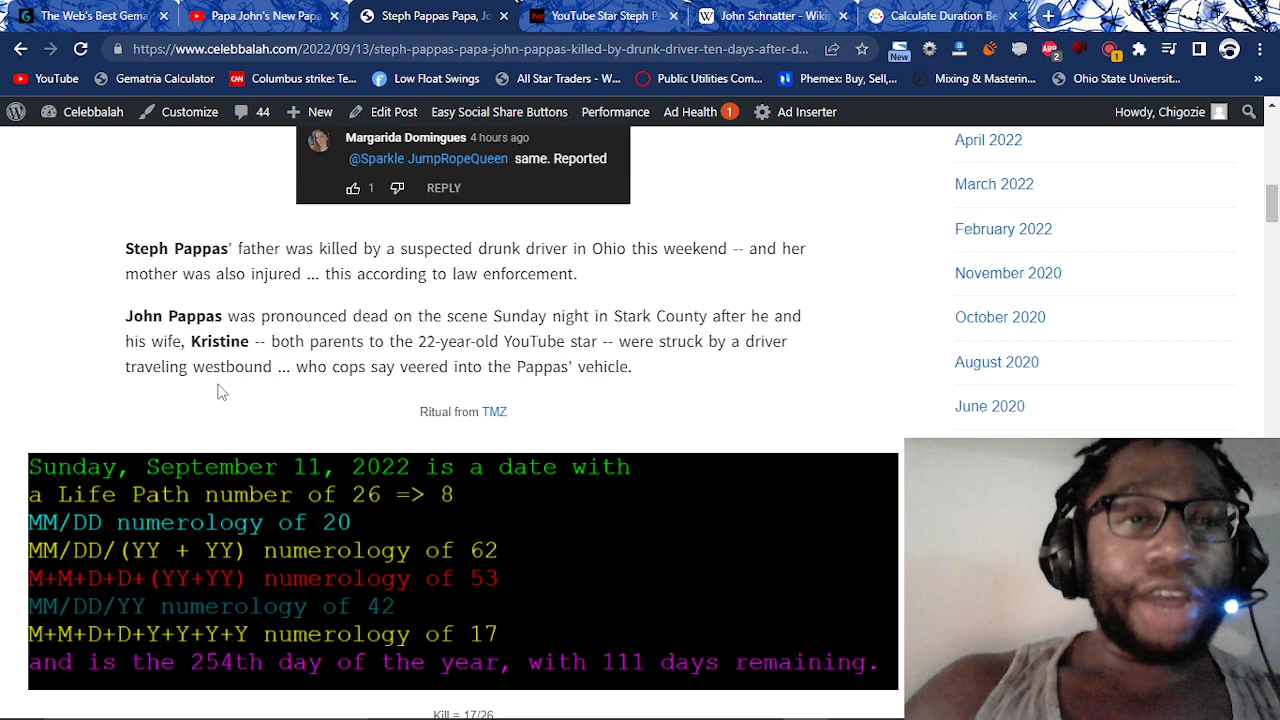 The Web's Best Gema
Papa John's New Pap
Steph Pappas Papa, Jo
YouTube Star Steph P
John Schnatter - Wiki
Calculate Duration Be
https://www.celebbalah.com/2022/09/13/steph-pappas-papa-john-pappas-killed-by-drunk-driver-ten-days-after-d...
New
2
1
YouTube
Gematria Calculator
Columbus strike: Te...
Low Float Swings
All Star Traders - W...
Public Utilities Com...
Phemex: Buy, Sell,...
Mixing & Masterin...
Ohio State Universit...
»
Celebbalah
Customize
44
New
Edit Post
Easy Social Share Buttons
Performance
Ad Health 1
Ad Inserter
Howdy, Chigozie
Margarida Domingues 4 hours ago
@Sparkle JumpRopeQueen same. Reported
1 REPLY
Steph Pappas' father was killed by a suspected drunk driver in Ohio this weekend -- and her
mother was also injured ... this according to law enforcement.
John Pappas was pronounced dead on the scene Sunday night in Stark County after he and
his wife, Kristine -- both parents to the 22-year-old YouTube star -- were struck by a driver
traveling westbound ... who cops say veered into the Pappas' vehicle.
Ritual from TMZ
Sunday, September 11, 2022 is a date with
a Life Path number of 26 => 8
MM/DD numerology of 20
MM/DD/(YY + YY) numerology of 62
M+M+D+D+(YY+YY) numerology of 53
MM/DD/YY numerology of 42
M+M+D+D+Y+Y+Y+Y numerology of 17
and is the 254th day of the year, with 111 days remaining.
Kill = 17/26
April 2022
March 2022
February 2022
November 2020
October 2020
August 2020
June 2020